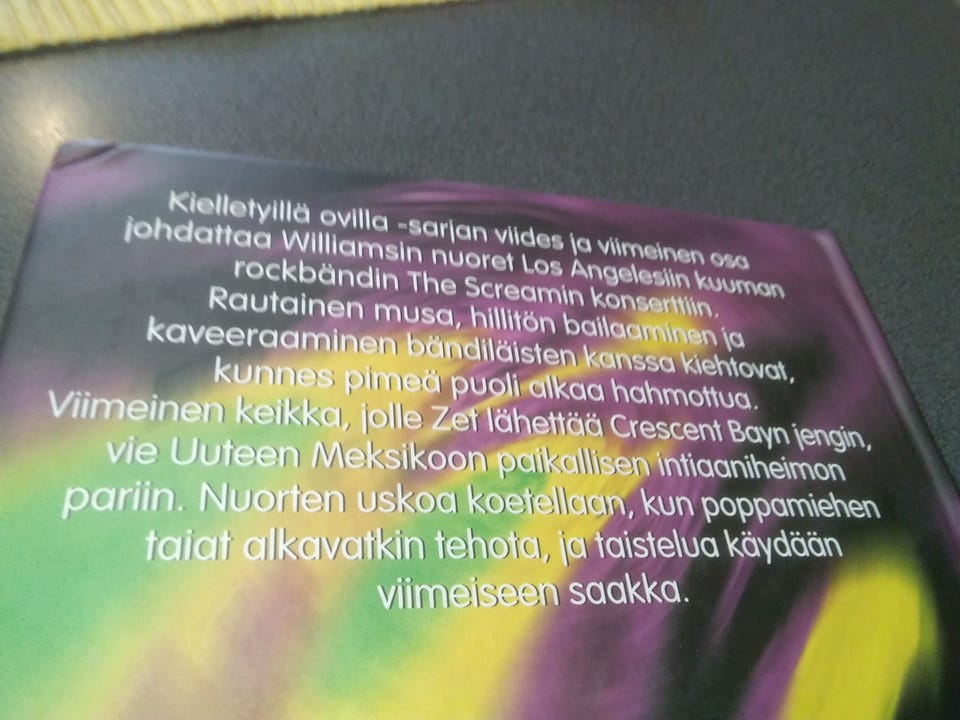 Kielletyillä ovilla -sarjan viides ja viimeinen osa
johdattaa Williamsin nuoret Los Angelesiin kuuman
rockbändin The Screamin konserttiin.
Rautainen musa, hillitön bailaaminen ja
kaveeraaminen bändiläisten kanssa kiehtovat,
kunnes pimeä puoli alkaa hahmottua.
Viimeinen keikka, jolle Zet lähettää Crescent Bayn jengin,
vie Uuteen Meksikoon paikallisen intiaaniheimon
pariin. Nuorten uskoa koetellaan, kun poppamiehen
taiat alkavatkin tehota, ja taistelua käydään
viimeiseen saakka.